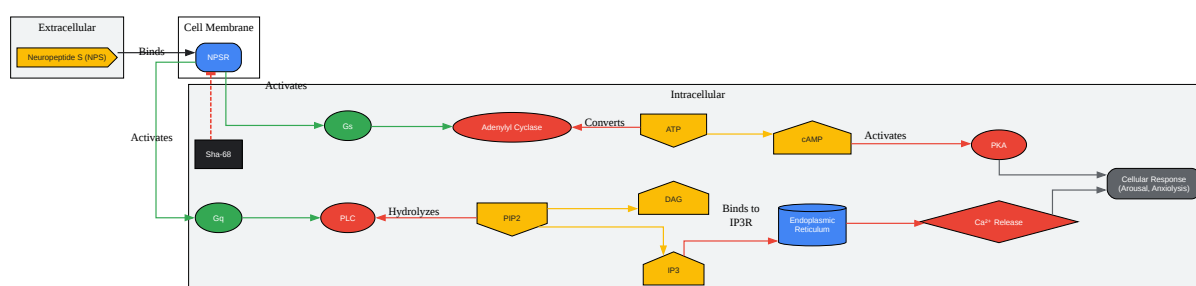 Extracellular
Cell Membrane
Neuropeptide S (NPS)
Binds
NPSR
Activates
Intracellular
Activates
Gs
Adenylyl Cyclase
Converts
ATP
cAMP
Activates
PKA
Sha-68
Cellular Response
(Arousal, Anxiolysis)
Gq
PLC
Hydrolyzes
PIP2
DAG
Binds to
IP3R
Endoplasmic
Reticulum
Ca²⁺ Release
IP3